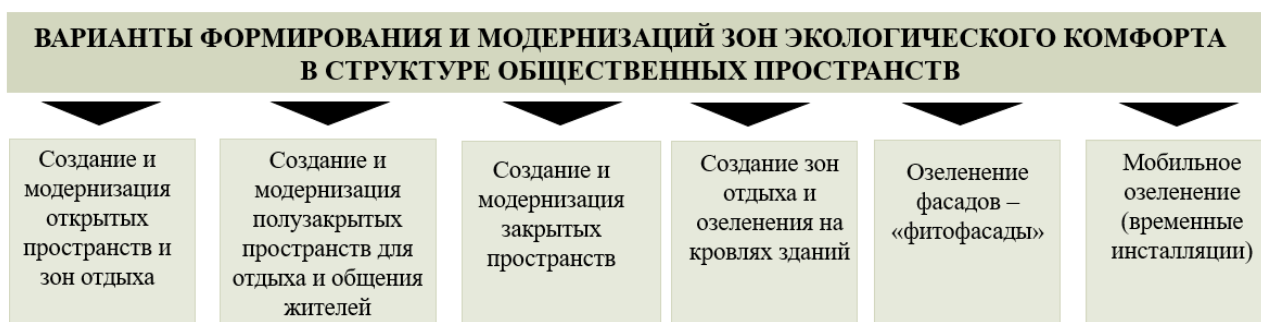 ВАРИАНТЫ ФОРМИРОВАНИЯ И МОДЕРНИЗАЦИЙ ЗОН ЭКОЛОГИЧЕСКОГО КОМФОРТА
В СТРУКТУРЕ ОБЩЕСТВЕННЫХ ПРОСТРАНСТВ
Создание и
модернизация
открытых
пространств и
зон отдыха
Создание и
модернизация
полузакрытых
пространств для
отдыха и общения
жителей
Создание и
модернизация
закрытых
пространств
Создание зон
отдыха и
озеленения на
кровлях зданий
Озеленение
фасадов –
«фитофасады»
Мобильное
озеленение
(временные
инсталляции)